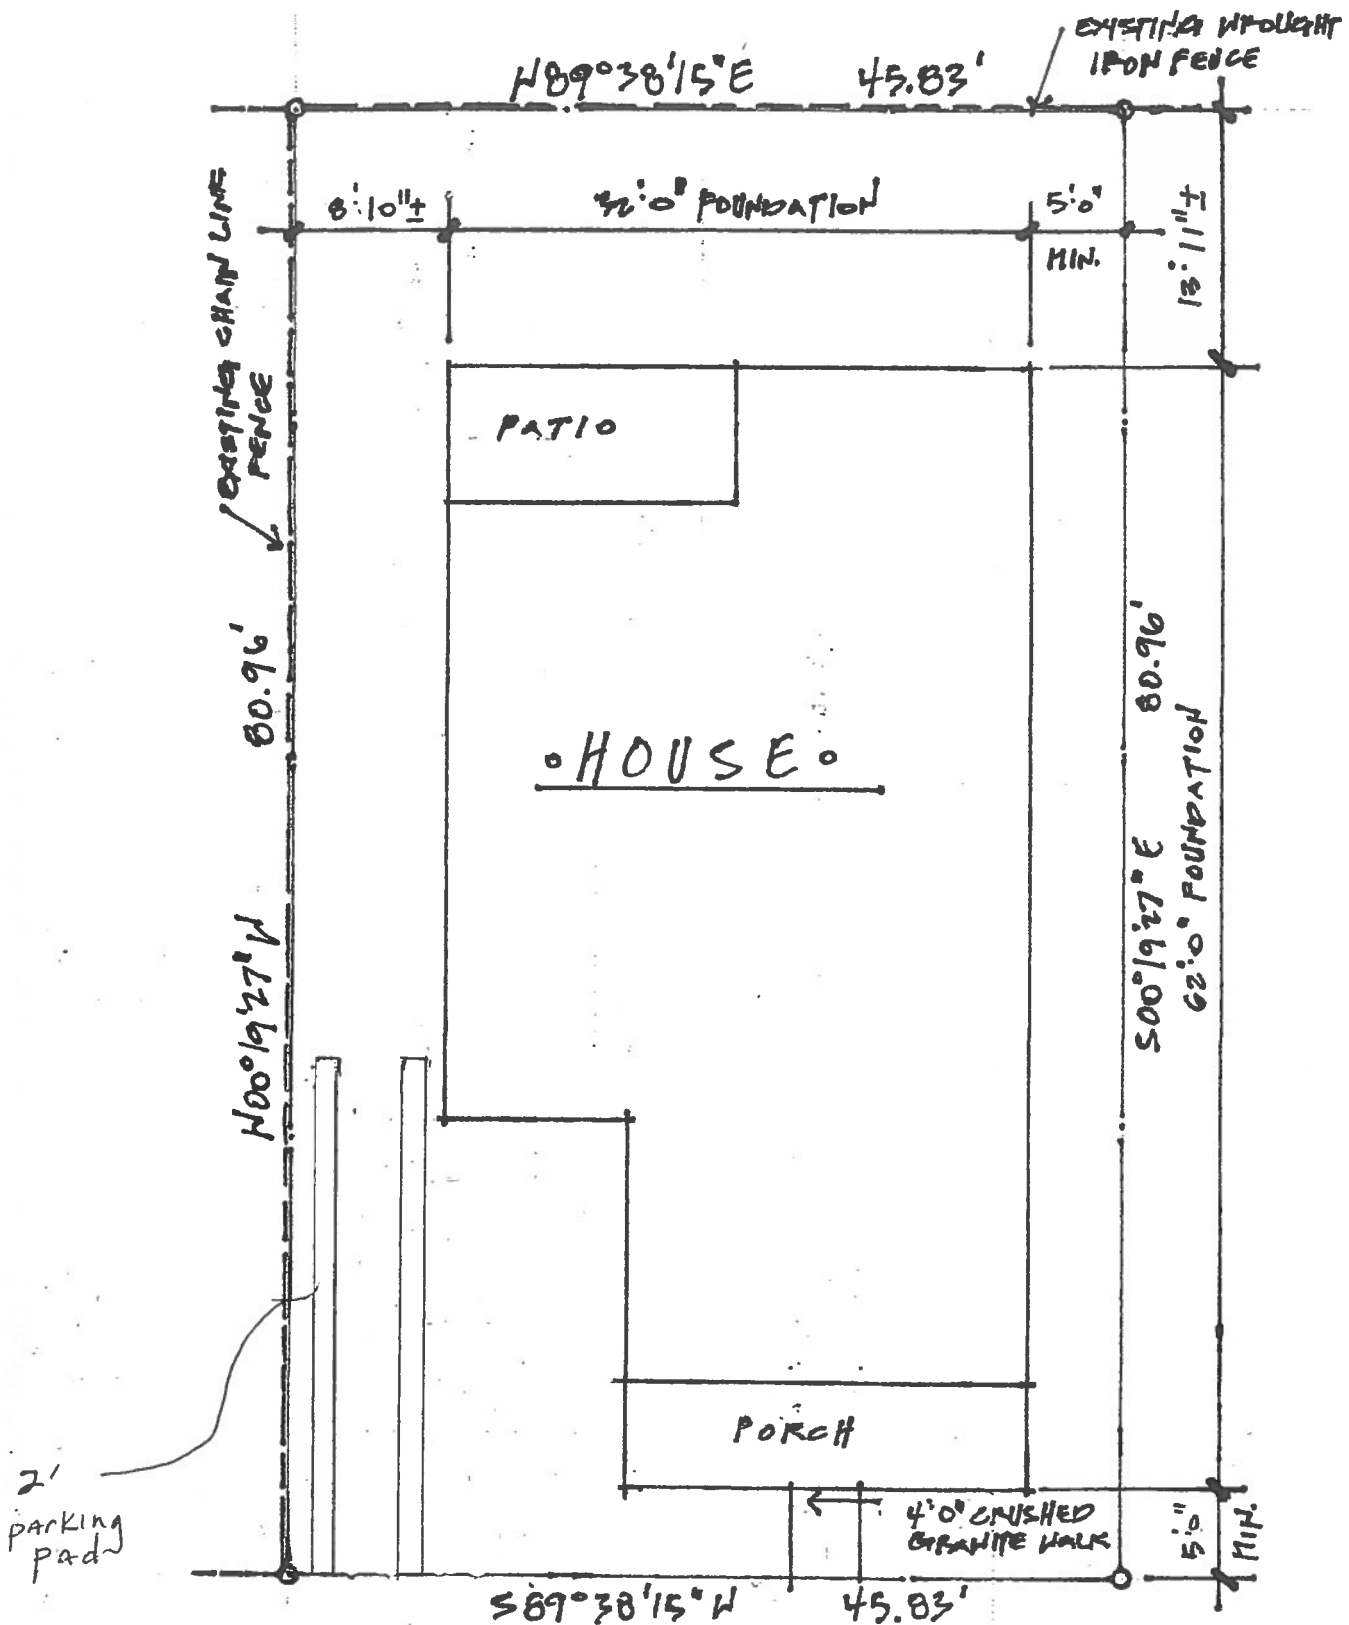 EXISTING WROUGHT
IRON FENCE
N89°38'15"E 45.83'
8'-10"±
32'-0" FOUNDATION
5'-0"
MIN.
13'-11"±
EXISTING CHAIN LINK
FENCE
PATIO
80.96'
80.96'
•HOUSE•
N00°19'27"W
S00°19'27"E
62'-0" FOUNDATION
PORCH
2'
parking
pad
4'0" CRUSHED
GRANITE WALK
5'-0"
MIN.
S89°38'15"W 45.83'